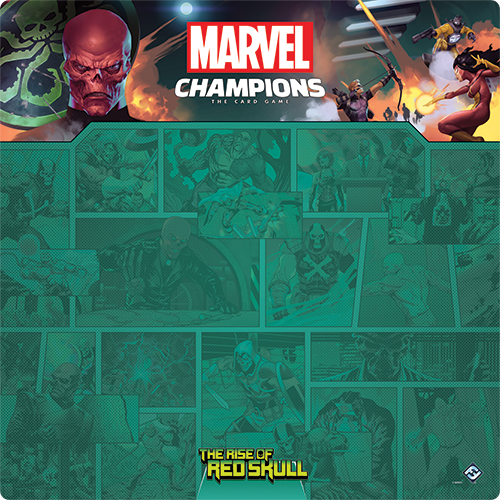 MARVEL
CHAMPIONS
THE CARD GAME
THE RISE OF
RED SKULL